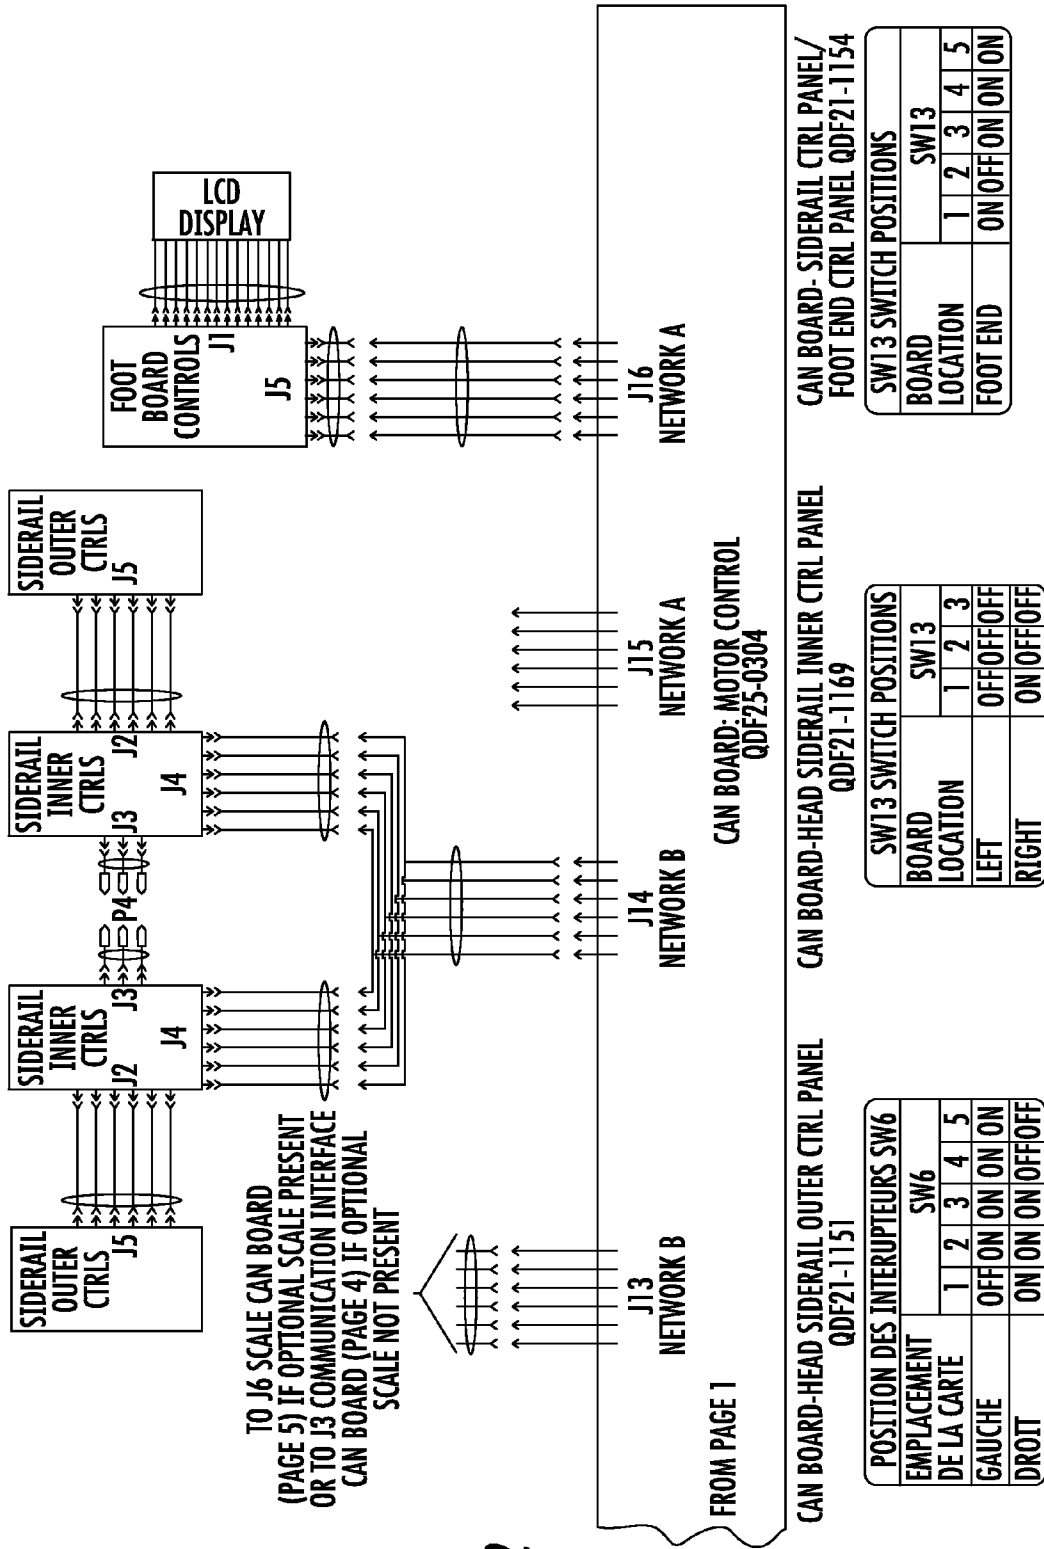 SIDERAIL
OUTER
CTRLS
J5
SIDERAIL
INNER
CTRLS
J2
J3
J4
P4
SIDERAIL
INNER
CTRLS
J3
J2
J4
SIDERAIL
OUTER
CTRLS
J5
FOOT
BOARD
CONTROLS
J1
J5
LCD
DISPLAY
TO J6 SCALE CAN BOARD
(PAGE 5) IF OPTIONAL SCALE PRESENT
OR TO J3 COMMUNICATION INTERFACE
CAN BOARD (PAGE 4) IF OPTIONAL
SCALE NOT PRESENT
J13
NETWORK B
J14
NETWORK B
J15
NETWORK A
J16
NETWORK A
FROM PAGE 1
CAN BOARD: MOTOR CONTROL
QDF25-0304
CAN BOARD-HEAD SIDERAIL OUTER CTRL PANEL
QDF21-1151
POSITION DES INTERUPTEURS SW6
EMPLACEMENT
DE LA CARTE
SW6
1 2 3 4 5
GAUCHE OFF ON ON ON ON
DROIT ON ON ON OFF OFF
CAN BOARD-HEAD SIDERAIL INNER CTRL PANEL
QDF21-1169
SW13 SWITCH POSITIONS
BOARD
LOCATION
SW13
1 2 3
LEFT OFF OFF OFF
RIGHT ON OFF OFF
CAN BOARD- SIDERAIL CTRL PANEL/
FOOT END CTRL PANEL QDF21-1154
SW13 SWITCH POSITIONS
BOARD
LOCATION
SW13
1 2 3 4 5
FOOT END ON OFF ON ON ON